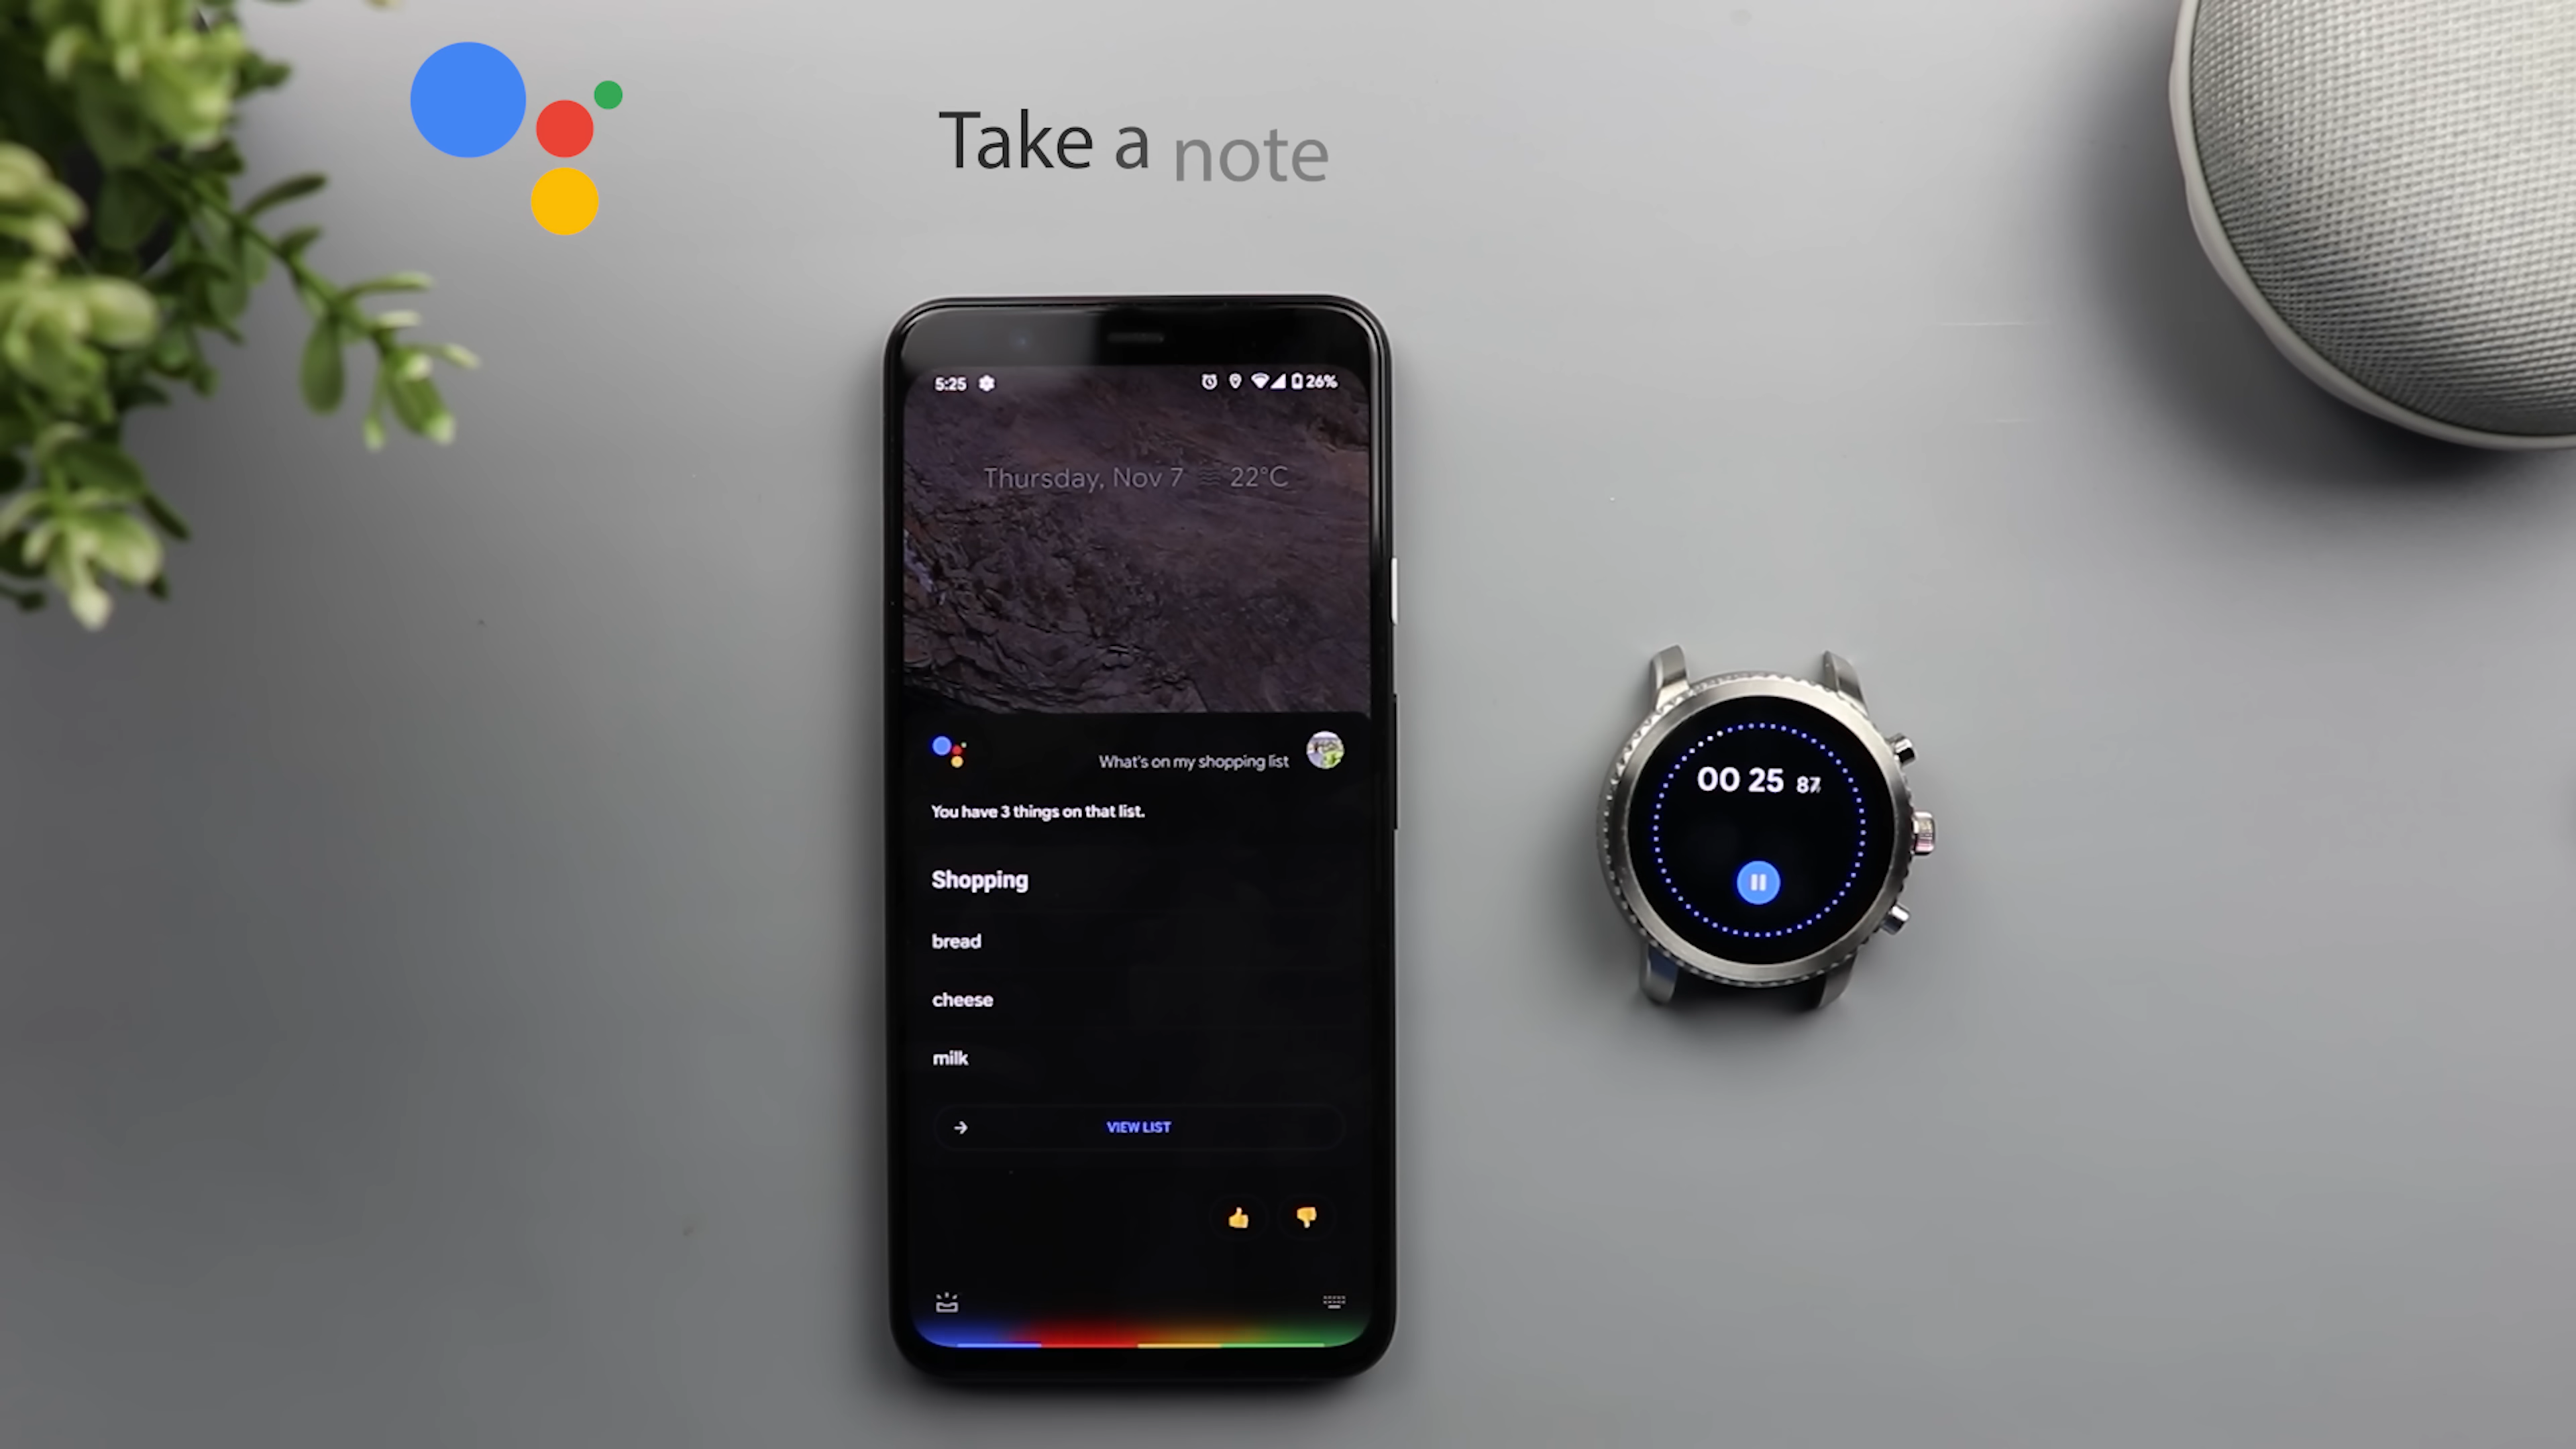 Take a note
5:25 26%
Thursday, Nov 7 22°C
What's on my shopping list
You have 3 things on that list.
Shopping
bread
cheese
milk
VIEW LIST
00 25